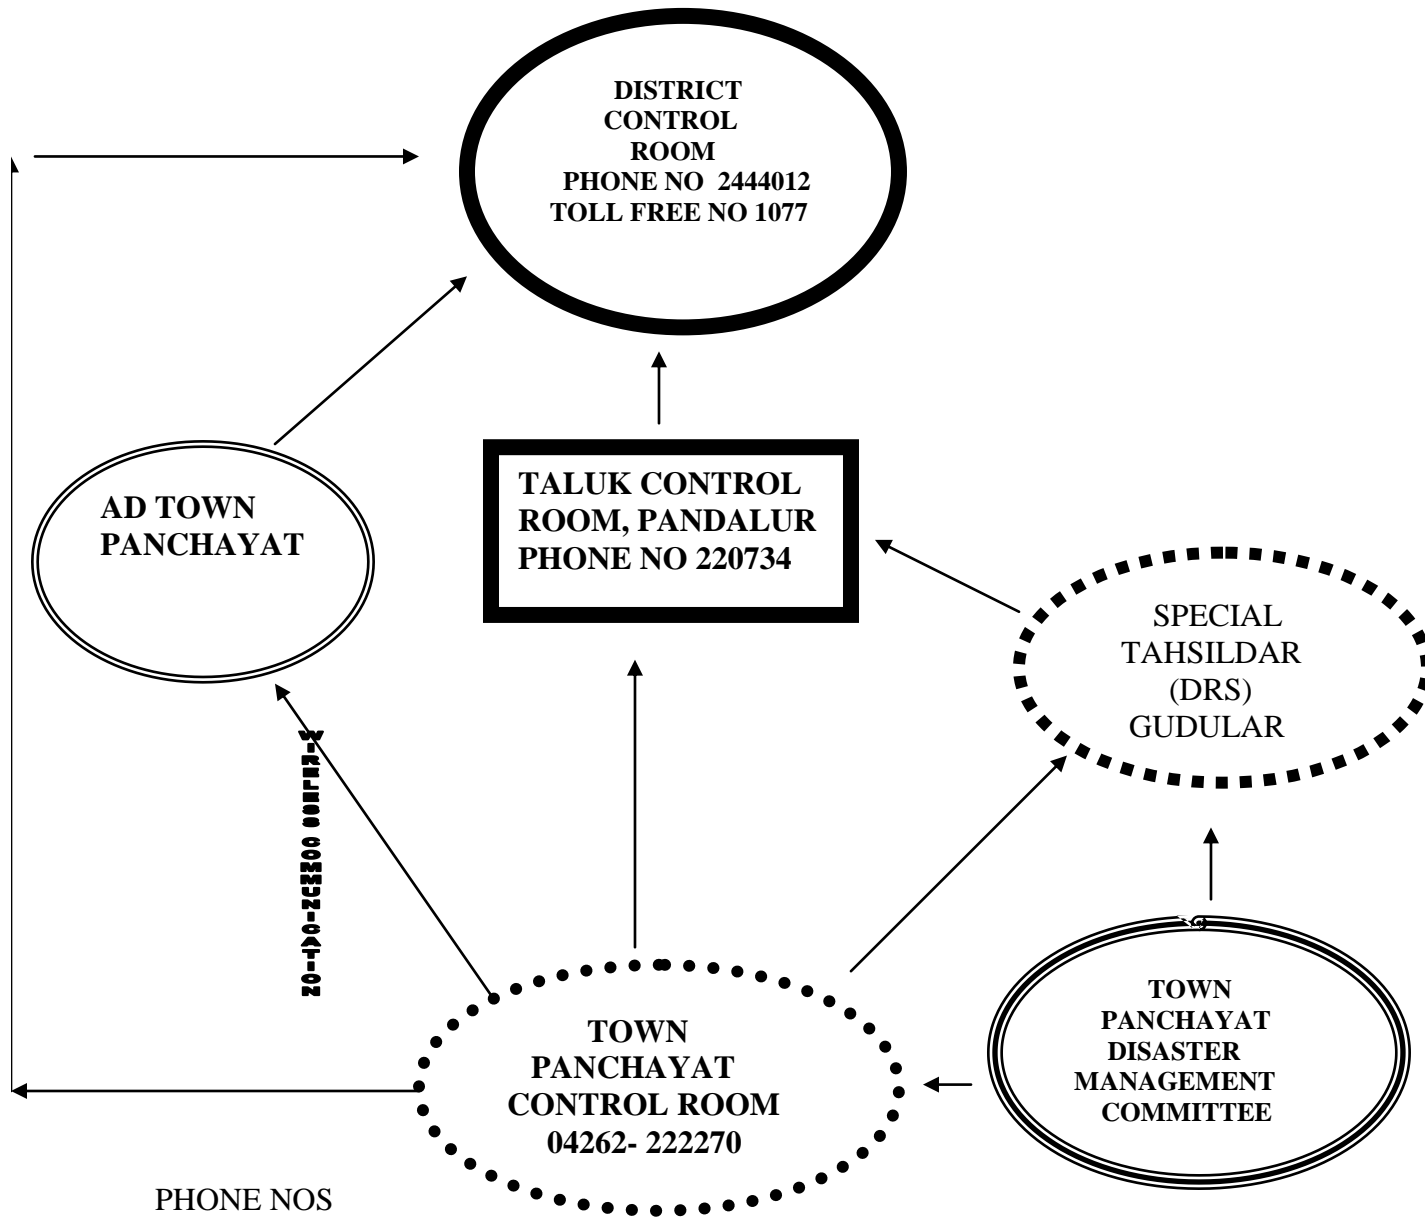 DISTRICT
CONTROL
ROOM
PHONE NO 2444012
TOLL FREE NO 1077
AD TOWN
PANCHAYAT
TALUK CONTROL
ROOM, PANDALUR
PHONE NO 220734
SPECIAL
TAHSILDAR
(DRS)
GUDULAR
WIRELESS COMMUNICATION
TOWN
PANCHAYAT
CONTROL ROOM
04262- 222270
TOWN
PANCHAYAT
DISASTER
MANAGEMENT
COMMITTEE
PHONE NOS